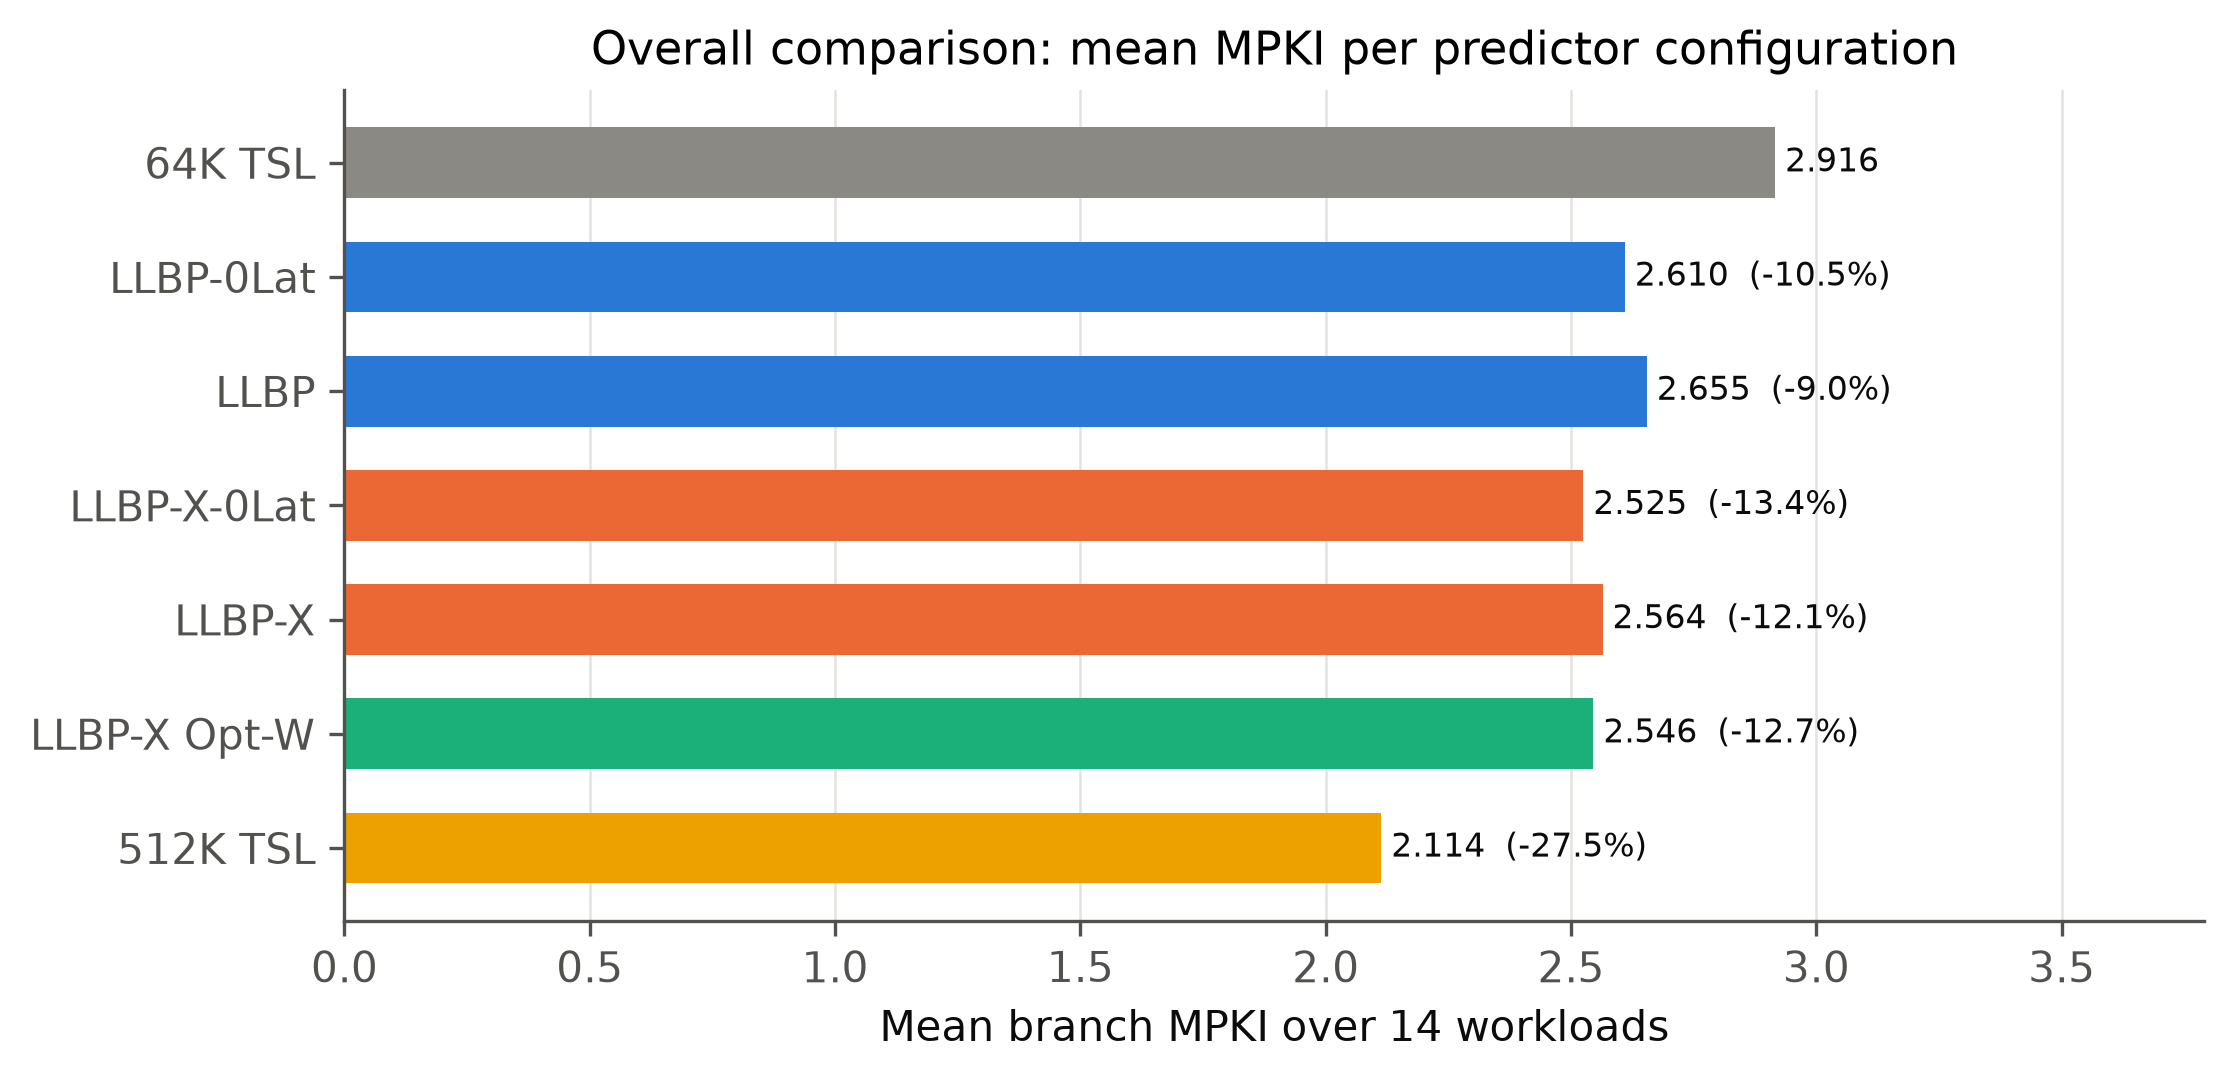 Overall comparison: mean MPKI per predictor configuration
64K TSL 2.916
LLBP-0Lat 2.610 (-10.5%)
LLBP 2.655 (-9.0%)
LLBP-X-0Lat 2.525 (-13.4%)
LLBP-X 2.564 (-12.1%)
LLBP-X Opt-W 2.546 (-12.7%)
512K TSL 2.114 (-27.5%)
0.0 0.5 1.0 1.5 2.0 2.5 3.0 3.5
Mean branch MPKI over 14 workloads